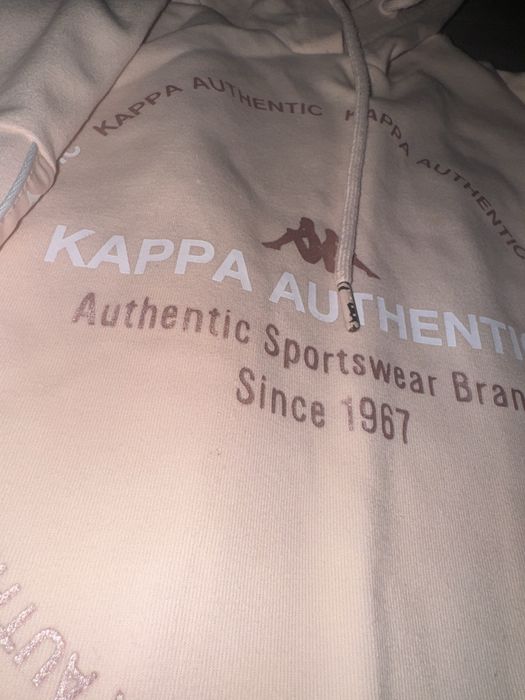 KAPPA AUTHENTIC KAPPA AUTHENTIC
KAPPA AUTHENTIC
Authentic Sportswear Bran
Since 1967